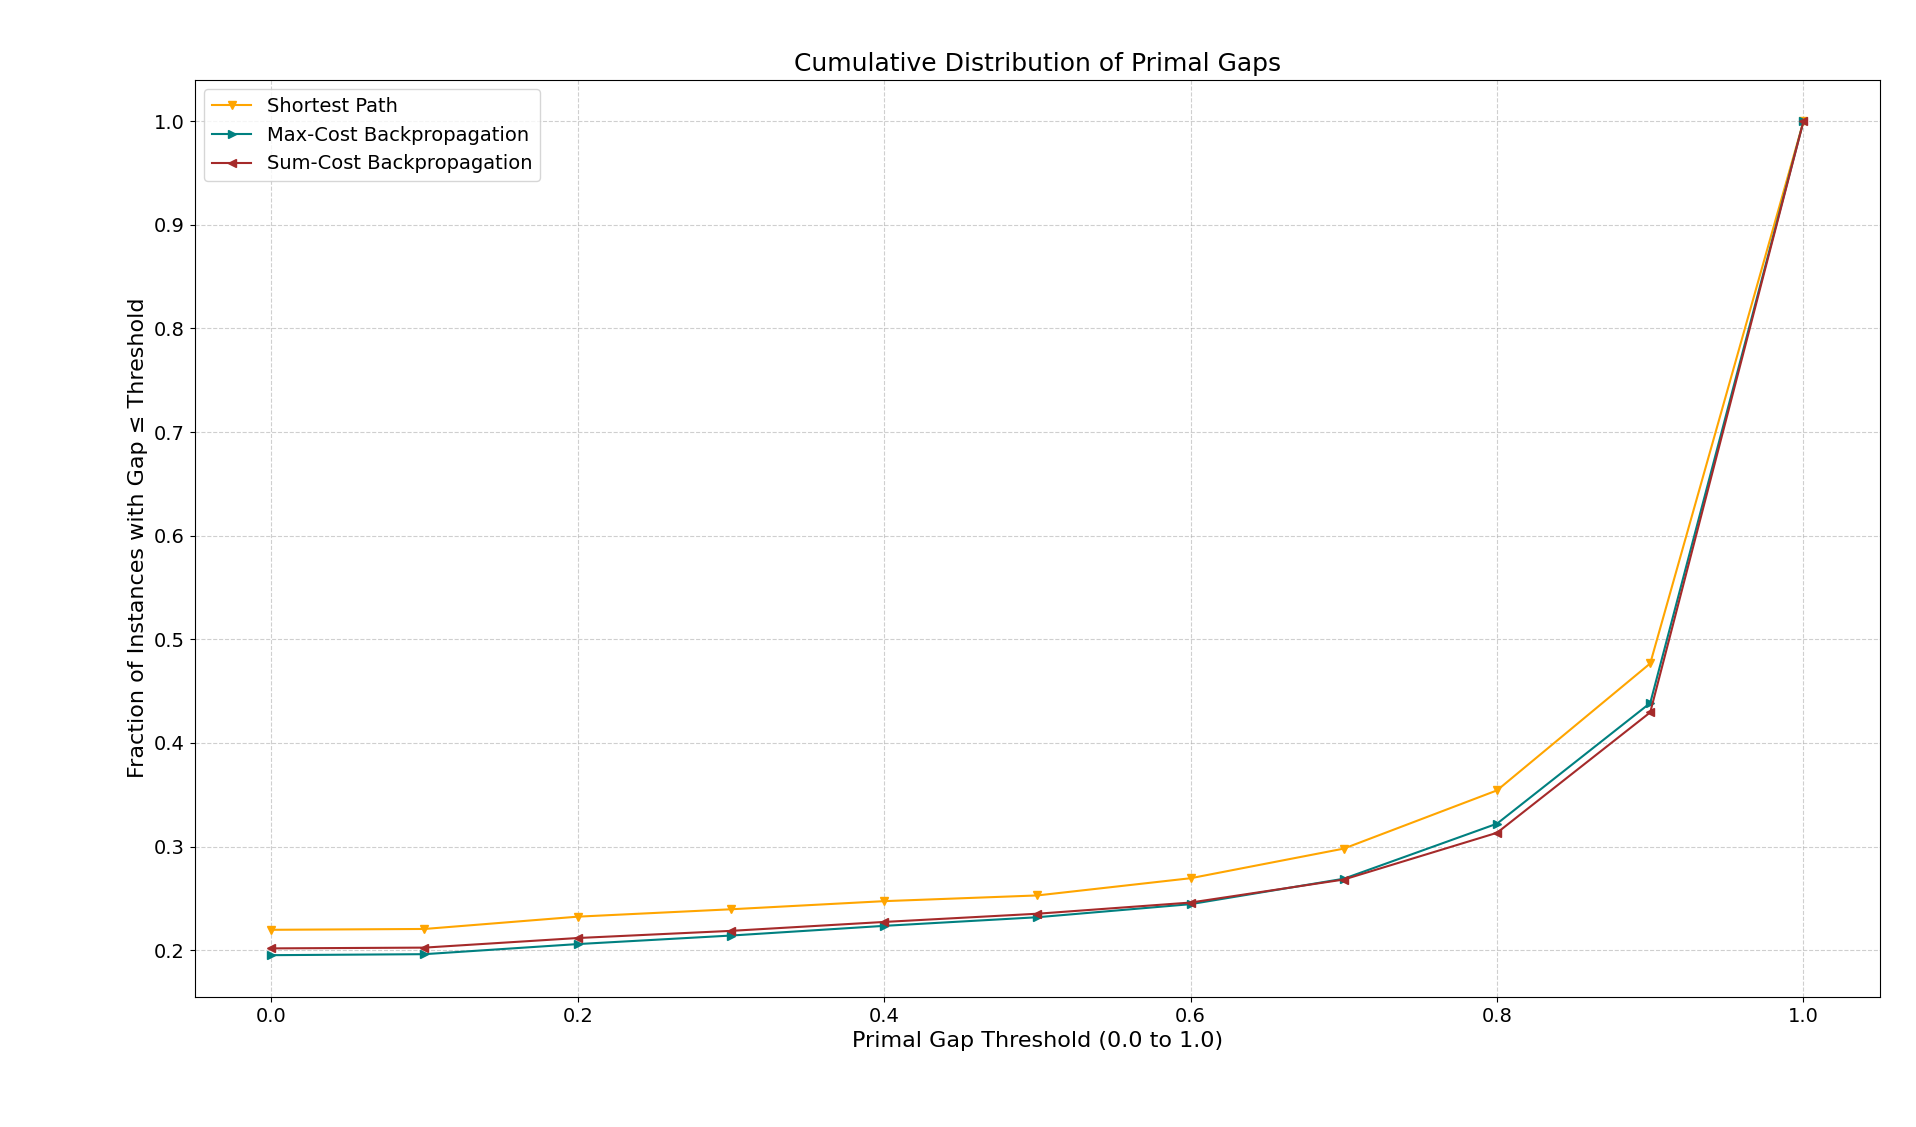 Cumulative Distribution of Primal Gaps
Shortest Path
Max-Cost Backpropagation
Sum-Cost Backpropagation
1.0
0.9
0.8
0.7
0.6
0.5
0.4
0.3
0.2
Fraction of Instances with Gap ≤ Threshold
0.0 0.2 0.4 0.6 0.8 1.0
Primal Gap Threshold (0.0 to 1.0)